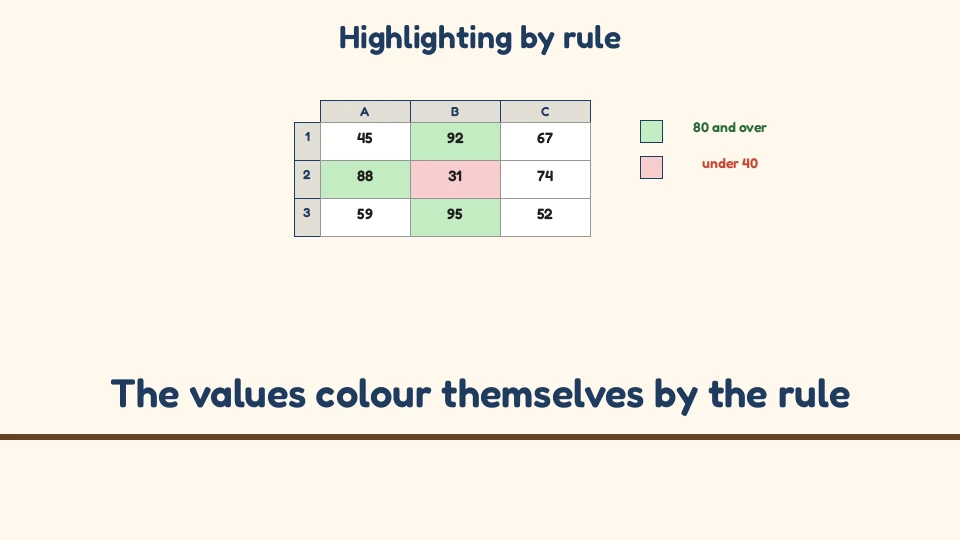 Highlighting by rule
A B C
1 45 92 67
2 88 31 74
3 59 95 52
80 and over
under 40
The values colour themselves by the rule